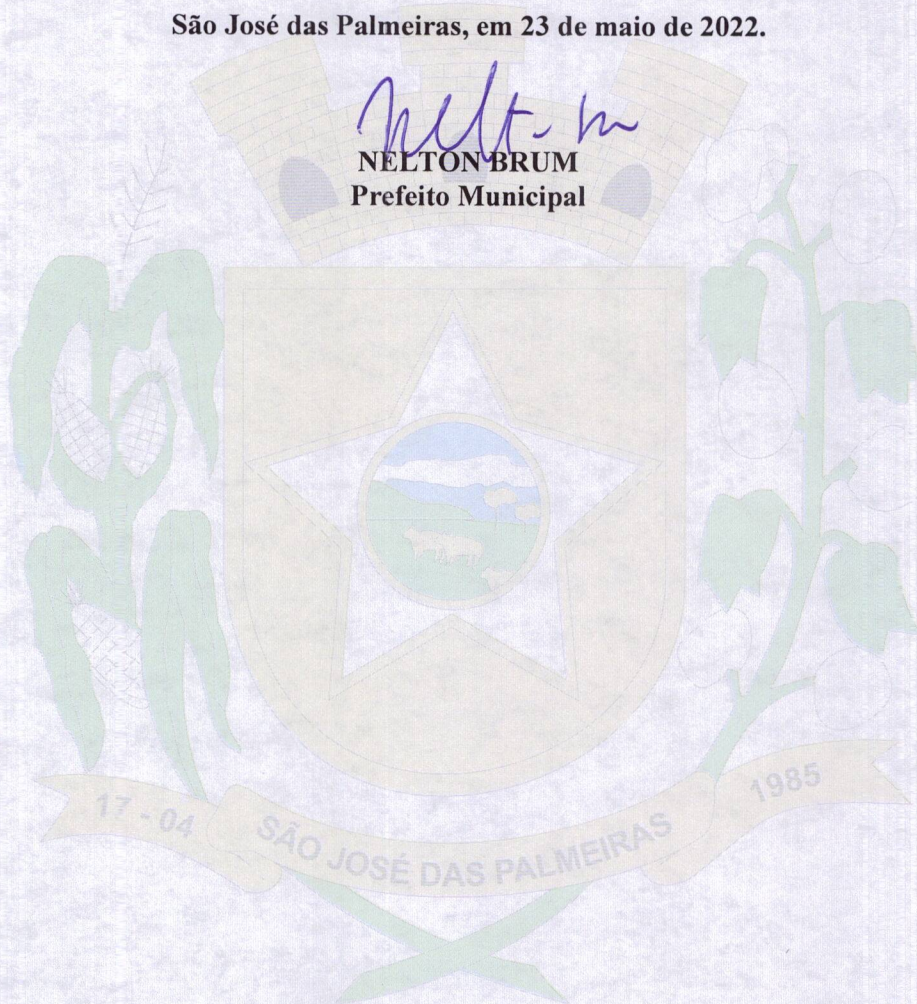 São José das Palmeiras, em 23 de maio de 2022.
Nelton
NELTON BRUM
Prefeito Municipal
17 - 04
SÃO JOSÉ DAS PALMEIRAS
1985